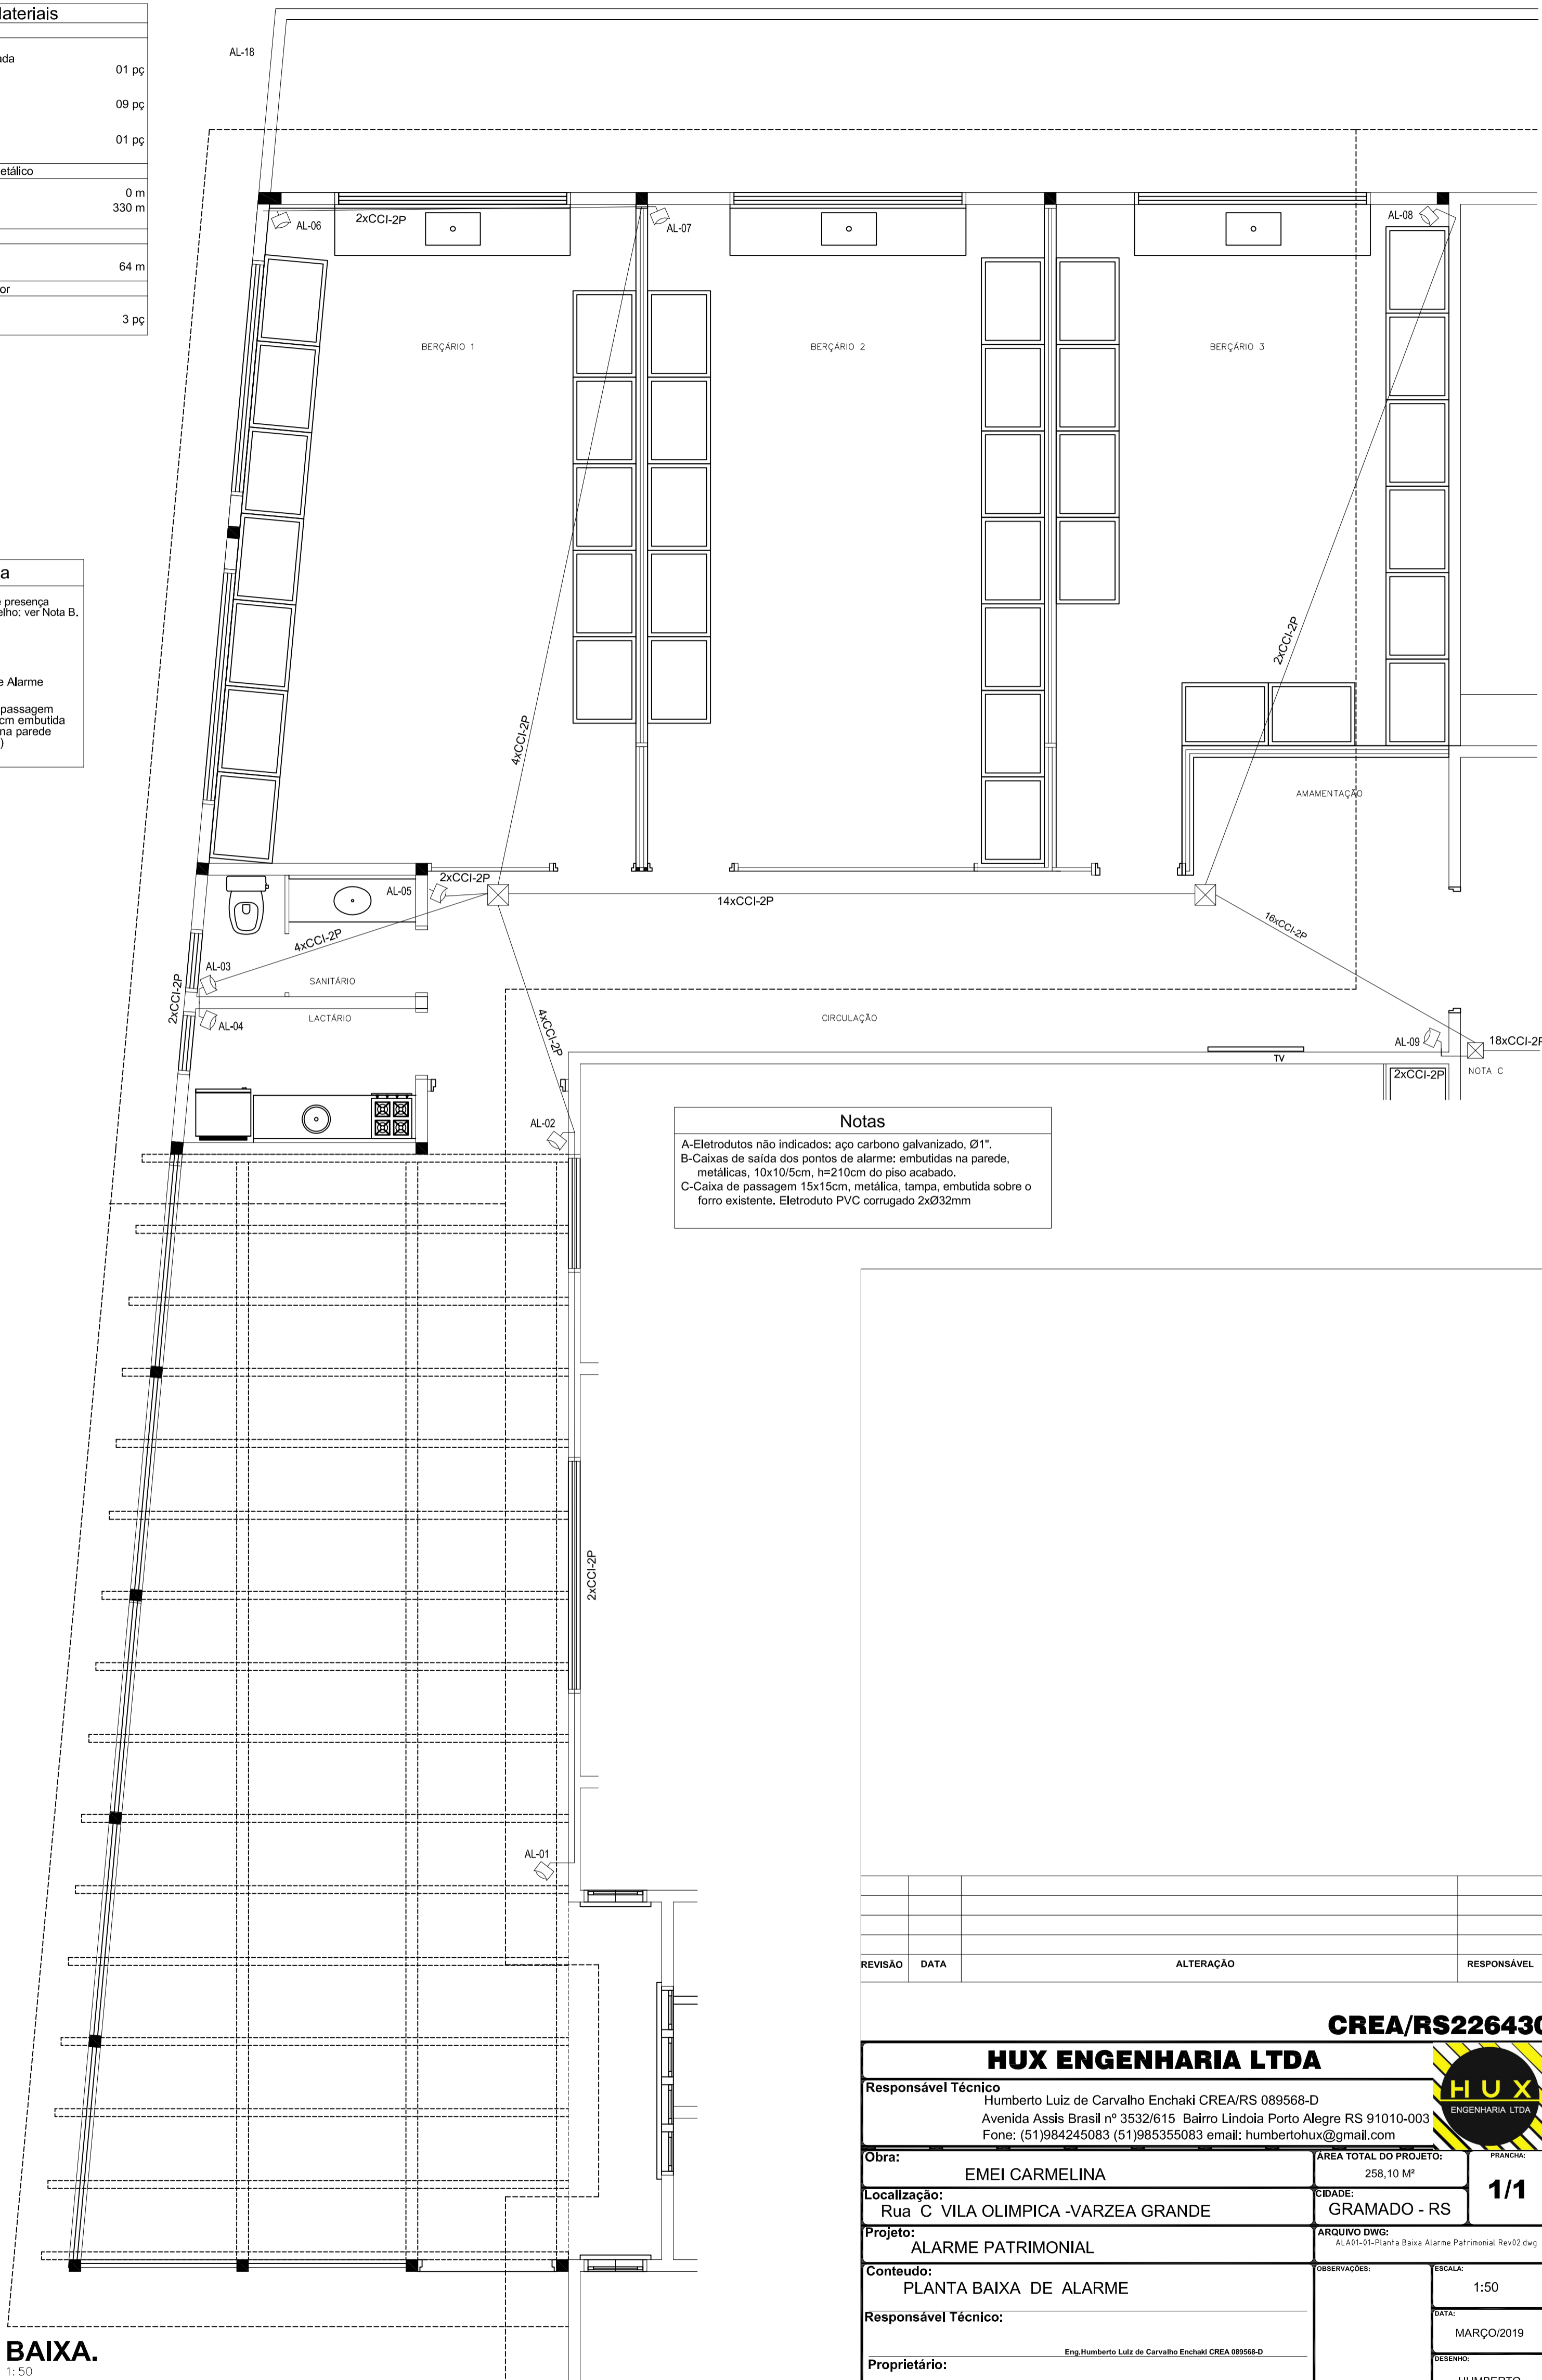 Materiais
01 pç
09 pç
01 pç
0 m
330 m
64 m
3 pç
a
presença
ver Nota B.
e Alarme
passagem
cm embutida
na parede
)
AL-18
AL-06
2xCCI-2P
AL-07
AL-08
BERÇÁRIO 1
BERÇÁRIO 2
BERÇÁRIO 3
4xCCI-2P
2xCCI-2P
AMAMENTAÇÃO
2xCCI-2P
AL-05
14xCCI-2P
16xCCI-2P
4xCCI-2P
AL-03
SANITÁRIO
2xCCI-2P
LACTÁRIO
AL-04
4xCCI-2P
CIRCULAÇÃO
AL-09
18xCCI-2P
TV
2xCCI-2P
NOTA C
AL-02
Notas
A-Eletrodutos não indicados: aço carbono galvanizado, Ø1".
B-Caixas de saída dos pontos de alarme: embutidas na parede,
metálicas, 10x10/5cm, h=210cm do piso acabado.
C-Caixa de passagem 15x15cm, metálica, tampa, embutida sobre o
forro existente. Eletroduto PVC corrugado 2xØ32mm
2xCCI-2P
AL-01
REVISÃO DATA ALTERAÇÃO RESPONSÁVEL
CREA/RS226430
HUX ENGENHARIA LTDA
HUX
ENGENHARIA LTDA
Responsável Técnico
Humberto Luiz de Carvalho Enchaki CREA/RS 089568-D
Avenida Assis Brasil nº 3532/615 Bairro Lindoia Porto Alegre RS 91010-003
Fone: (51)984245083 (51)985355083 email: humbertohux@gmail.com
Obra:
EMEI CARMELINA
ÁREA TOTAL DO PROJETO:
258,10 M²
PRANCHA:
1/1
Localização:
Rua C VILA OLIMPICA -VARZEA GRANDE
CIDADE:
GRAMADO - RS
Projeto:
ALARME PATRIMONIAL
ARQUIVO DWG:
ALA01-01-Planta Baixa Alarme Patrimonial Rev02.dwg
Conteudo:
PLANTA BAIXA DE ALARME
OBSERVAÇÕES:
ESCALA:
1:50
Responsável Técnico:
Eng.Humberto Luiz de Carvalho Enchaki CREA 089568-D
DATA:
MARÇO/2019
Proprietário:
DESENHO:
HUMBERTO
BAIXA.
1:50